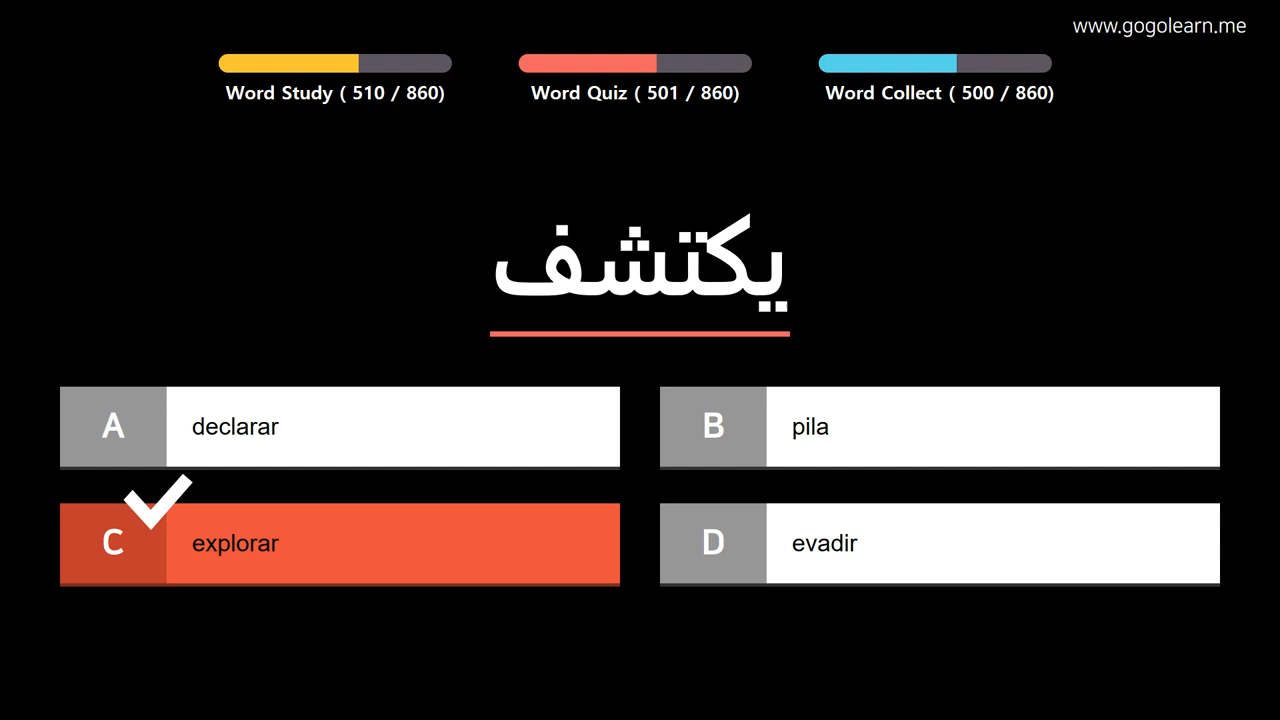 www.gogolearn.me
Word Study ( 510 / 860)
Word Quiz ( 501 / 860)
Word Collect ( 500 / 860)
يكتشف
A
declarar
B
pila
C
explorar
D
evadir